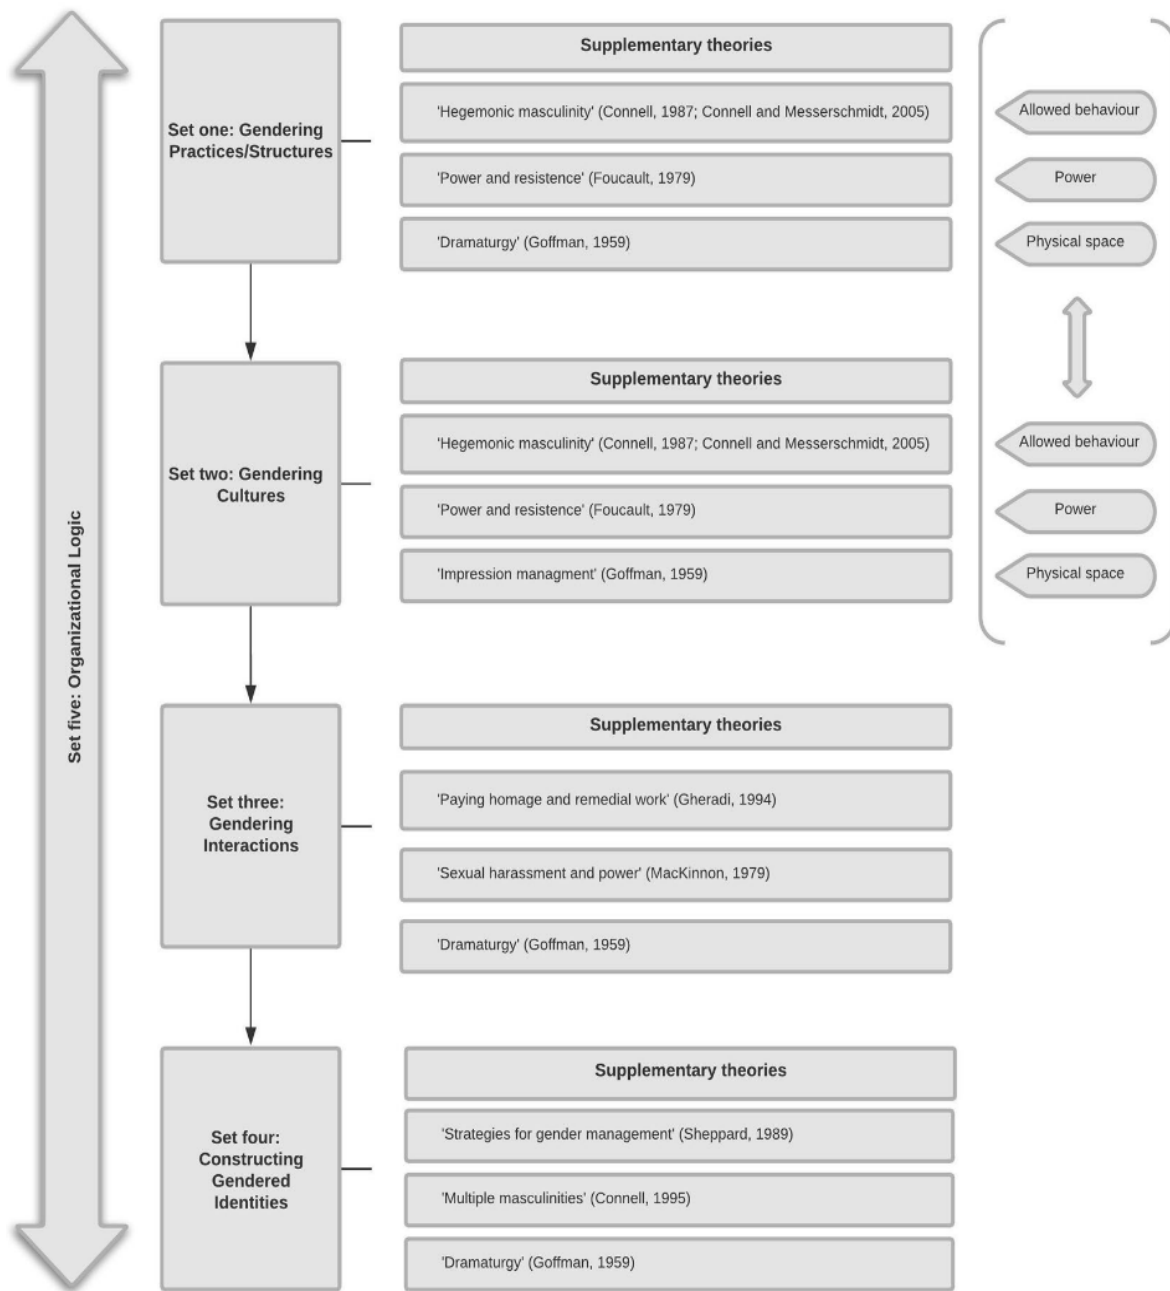 Set five: Organizational Logic
Set one: Gendering
Practices/Structures
Supplementary theories
'Hegemonic masculinity' (Connell, 1987; Connell and Messerschmidt, 2005)
Allowed behaviour
'Power and resistence' (Foucault, 1979)
Power
'Dramaturgy' (Goffman, 1959)
Physical space
Set two: Gendering
Cultures
Supplementary theories
'Hegemonic masculinity' (Connell, 1987; Connell and Messerschmidt, 2005)
Allowed behaviour
'Power and resistence' (Foucault, 1979)
Power
'Impression managment' (Goffman, 1959)
Physical space
Set three:
Gendering
Interactions
Supplementary theories
'Paying homage and remedial work' (Gheradi, 1994)
'Sexual harassment and power' (MacKinnon, 1979)
'Dramaturgy' (Goffman, 1959)
Set four:
Constructing
Gendered
Identities
Supplementary theories
'Strategies for gender management' (Sheppard, 1989)
'Multiple masculinities' (Connell, 1995)
'Dramaturgy' (Goffman, 1959)